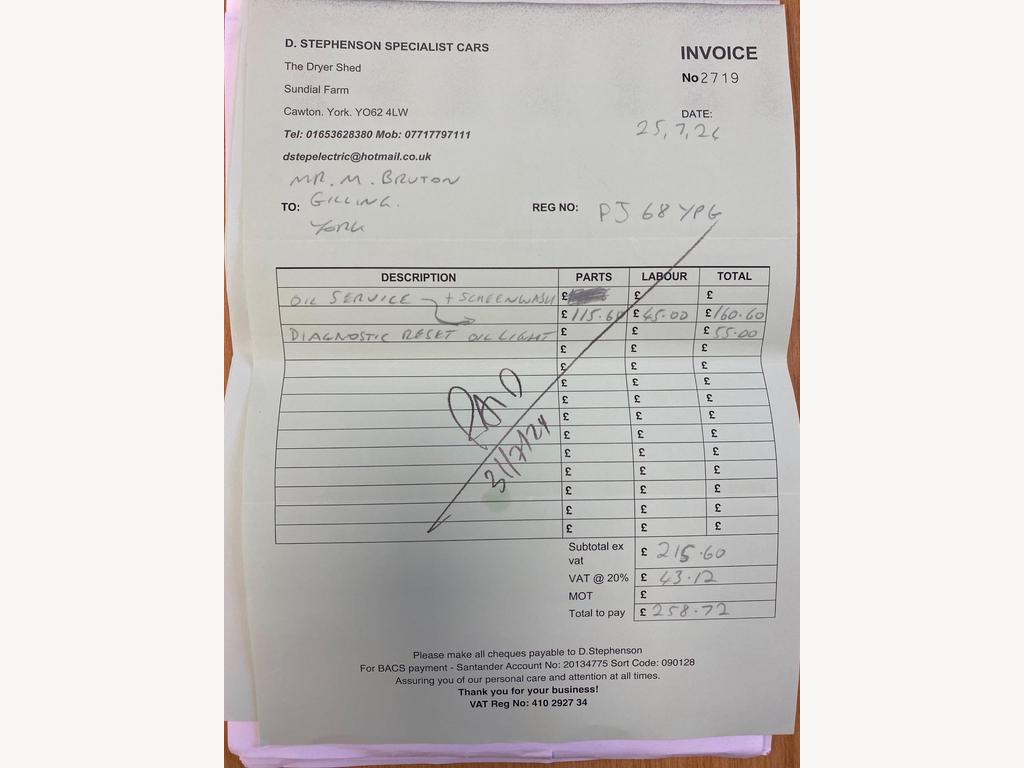 D. STEPHENSON SPECIALIST CARS
The Dryer Shed
Sundial Farm
Cawton. York. YO62 4LW
Tel: 01653628380 Mob: 07717797111
dstepelectric@hotmail.co.uk
INVOICE
No 2719
DATE:
25,7,24
MR. M. BRUTON
TO: GILLING.
YORK
REG NO: PJ 68 YPG
DESCRIPTION PARTS LABOUR TOTAL
OIL SERVICE + SCREENWASH £ £ £
£ 115.60 £ 45.00 £ 160.60
DIAGNOSTIC RESET OIL LIGHT £ £ £ 55.00
£ £ £
£ £ £
£ £ £
£ £ £
£ £ £
£ £ £
£ £ £
£ £ £
£ £ £
£ £ £
£ £ £
PAID
31/7/24
Subtotal ex vat £ 215.60
VAT @ 20% £ 43.12
MOT £
Total to pay £ 258.72
Please make all cheques payable to D.Stephenson
For BACS payment - Santander Account No: 20134775 Sort Code: 090128
Assuring you of our personal care and attention at all times.
Thank you for your business!
VAT Reg No: 410 2927 34